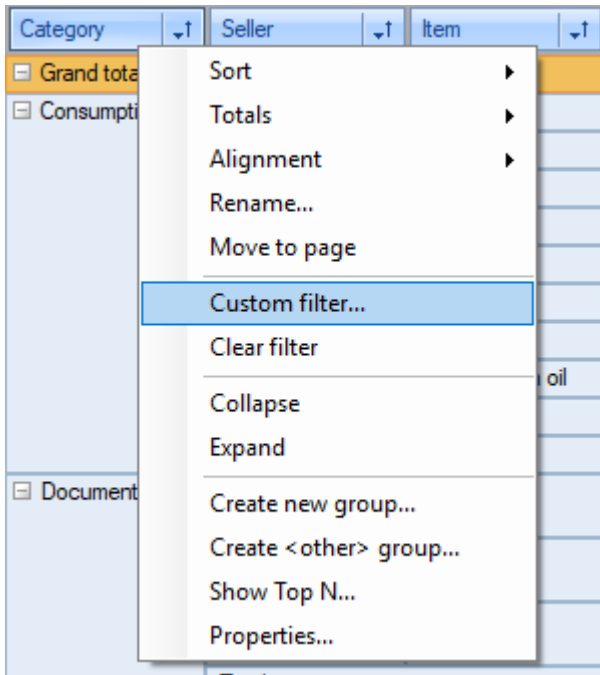 Category Seller Item
Grand tota
Sort
Consumpti
Totals
Alignment
Rename...
Move to page
Custom filter...
Clear filter
oil
Collapse
Expand
Document
Create new group...
Create <other> group...
Show Top N...
Properties...